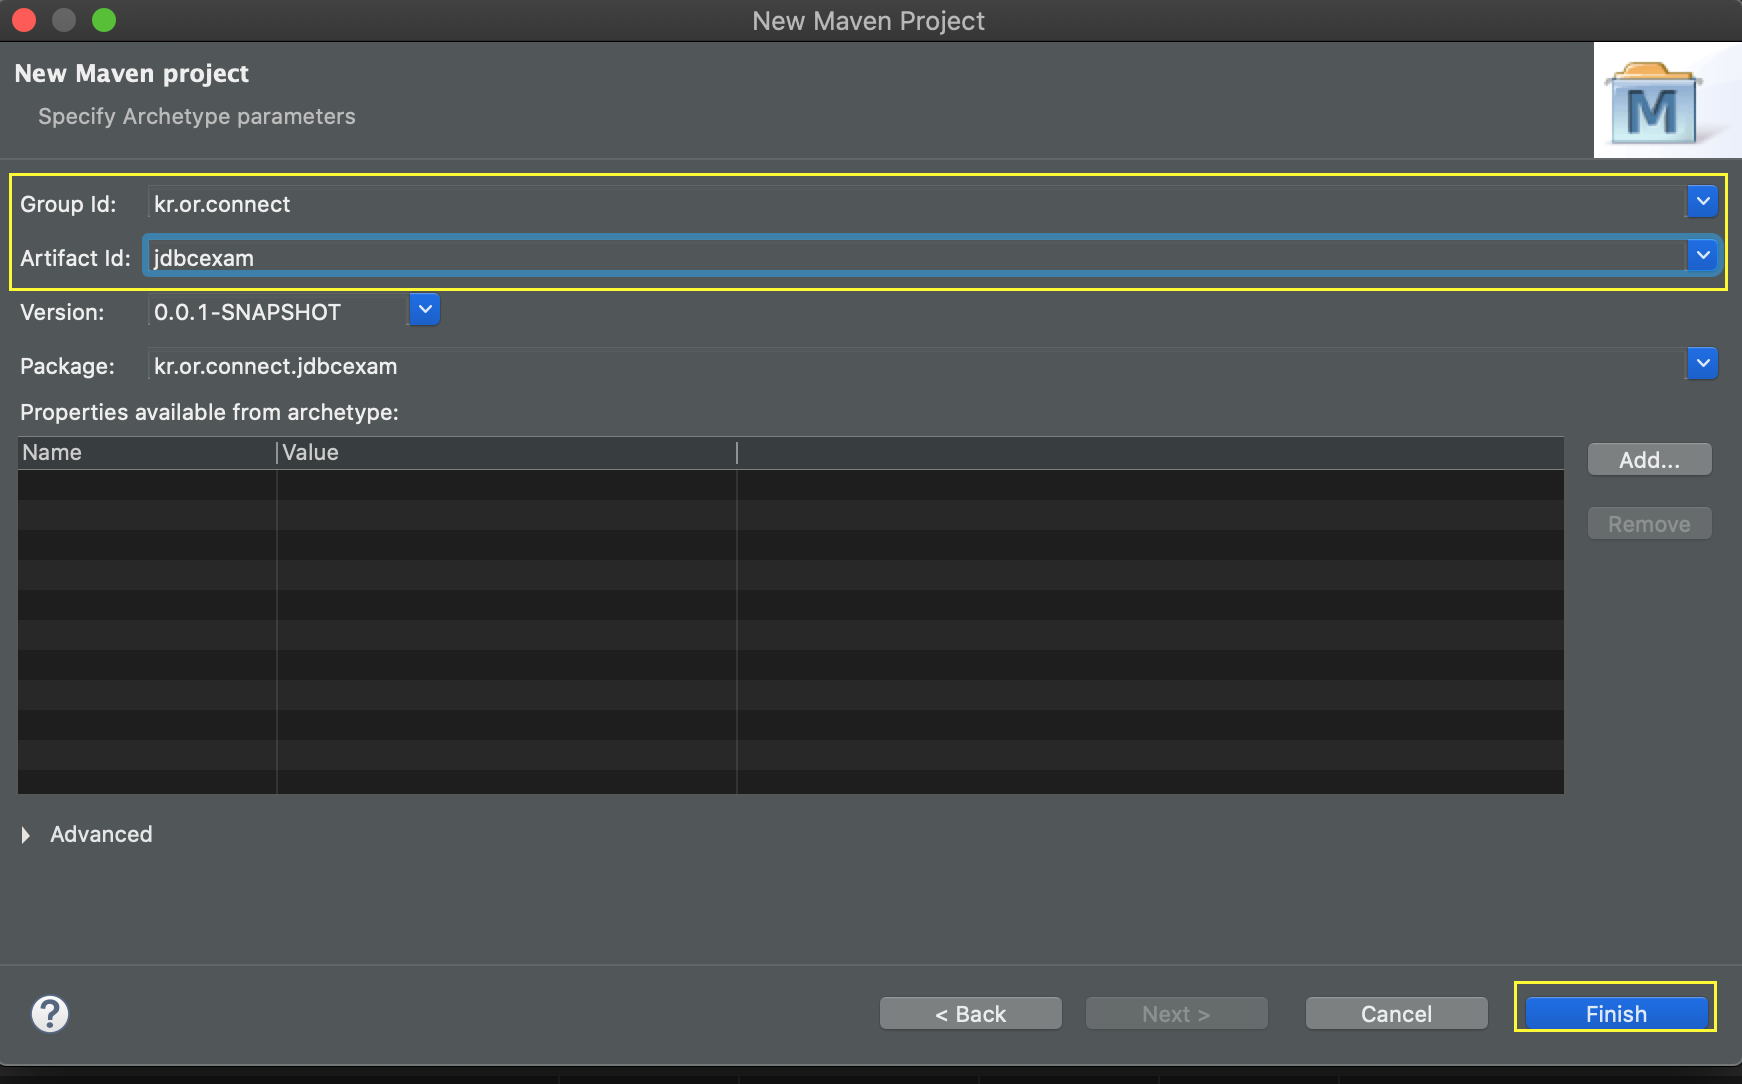 New Maven Project
New Maven project
Specify Archetype parameters
M
Group Id: kr.or.connect
Artifact Id: jdbcexam
Version: 0.0.1-SNAPSHOT
Package: kr.or.connect.jdbcexam
Properties available from archetype:
Name Value
Add...
Remove
Advanced
?
< Back Next > Cancel Finish